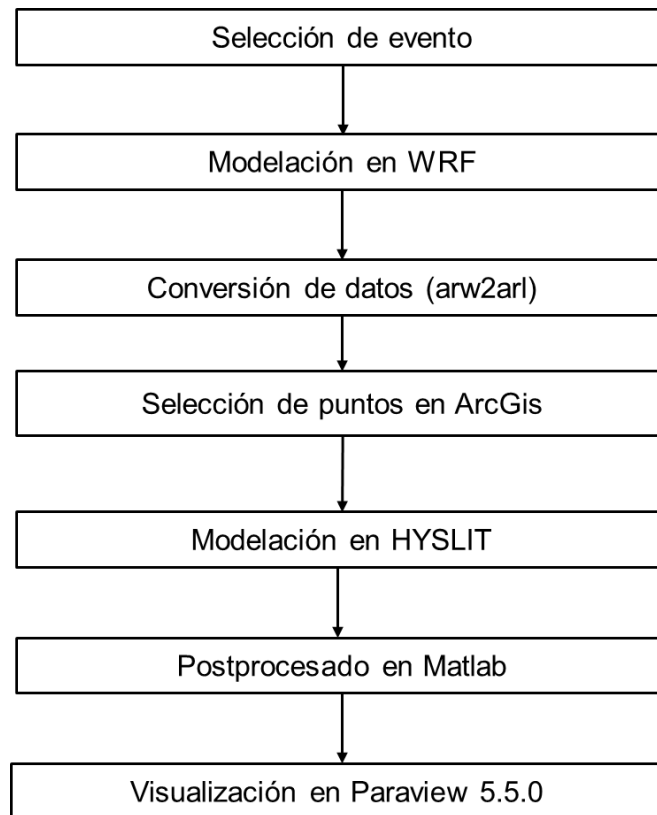 Selección de evento
Modelación en WRF
Conversión de datos (arw2arl)
Selección de puntos en ArcGis
Modelación en HYSLIT
Postprocesado en Matlab
Visualización en Paraview 5.5.0